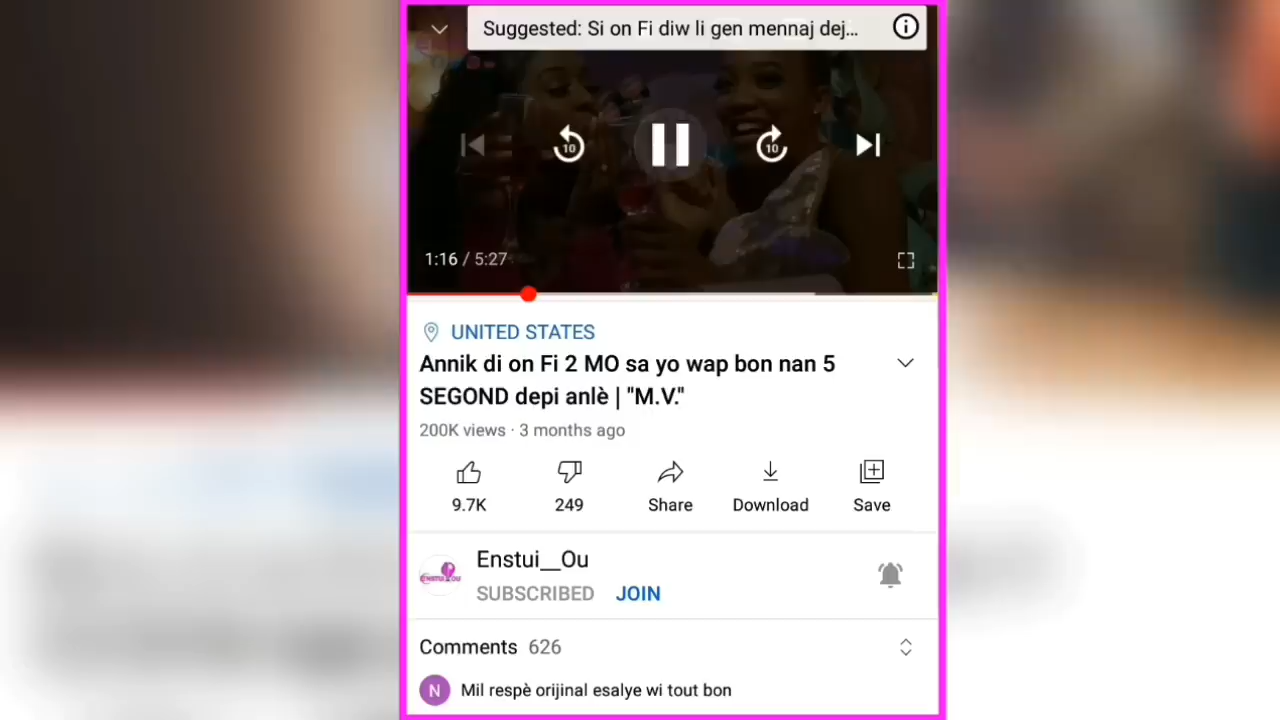 Suggested: Si on Fi diw li gen mennaj dej...
10
10
1:16 / 5:27
UNITED STATES
Annik di on Fi 2 MO sa yo wap bon nan 5
SEGOND depi anlè | "M.V."
200K views · 3 months ago
9.7K
249
Share
Download
Save
Enstui__Ou
SUBSCRIBED
JOIN
Comments 626
N
Mil respè orijinal esalye wi tout bon